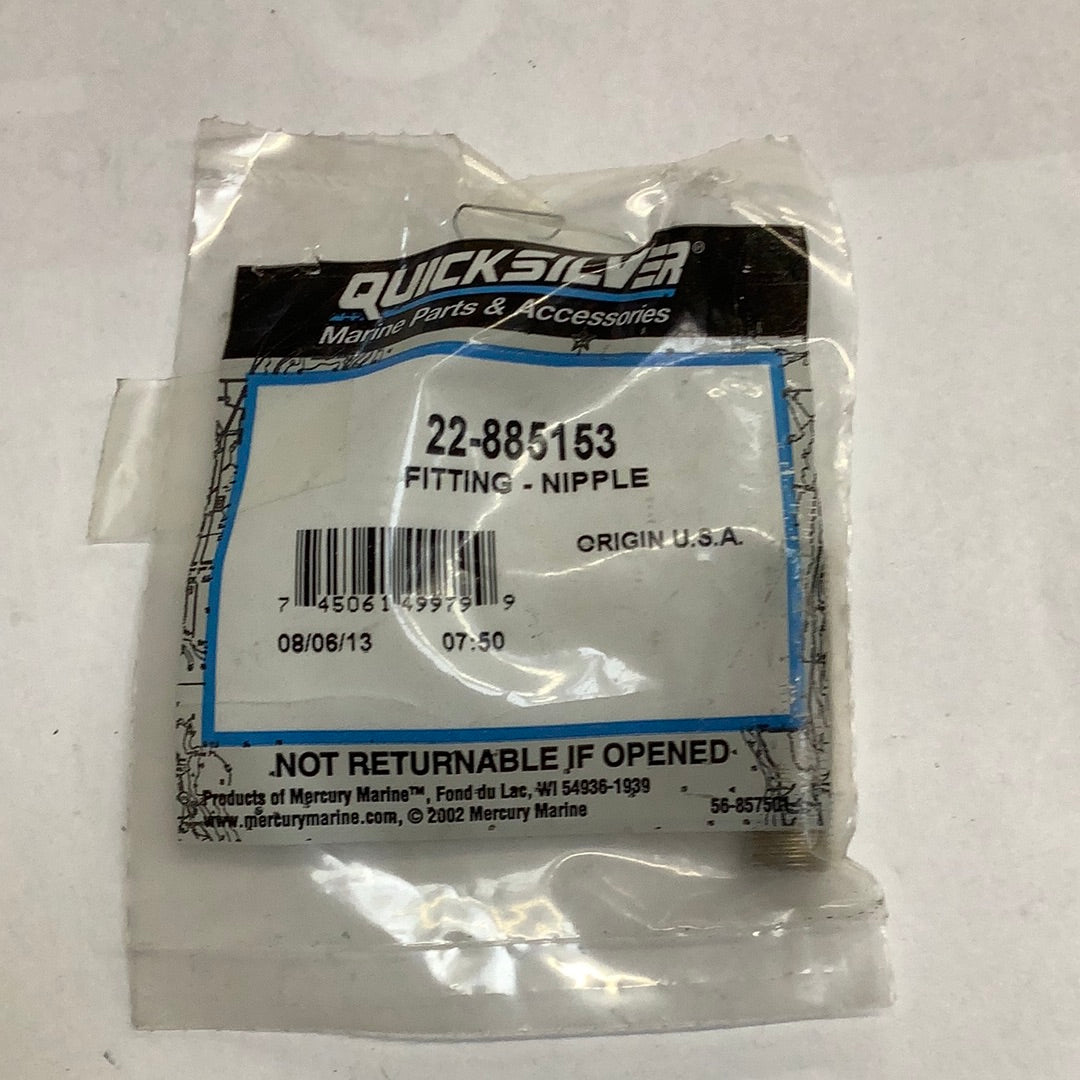 QUICKSILVER®
Marine Parts & Accessories
22-885153
FITTING - NIPPLE
ORIGIN U.S.A.
7 45061 49979 9
08/06/13 07:50
NOT RETURNABLE IF OPENED
Products of Mercury Marine™, Fond du Lac, WI 54936-1939
www.mercurymarine.com, © 2002 Mercury Marine